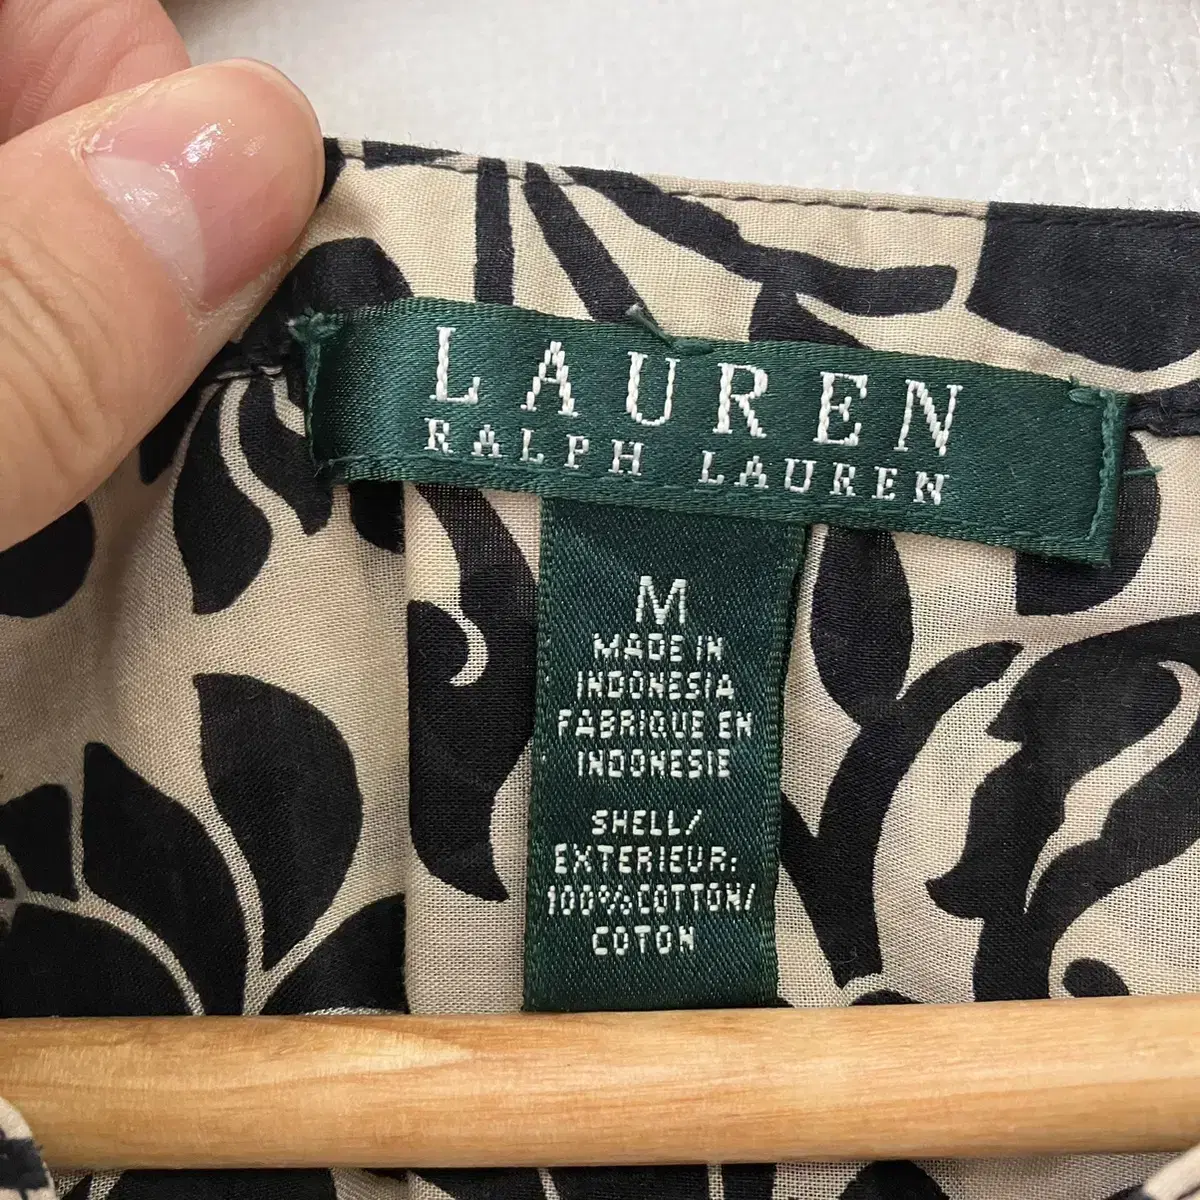 LAUREN
RALPH LAUREN
M
MADE IN
INDONESIA
FABRIQUE EN
INDONESIE
SHELL/
EXTERIEUR:
100%COTTON/
COTON